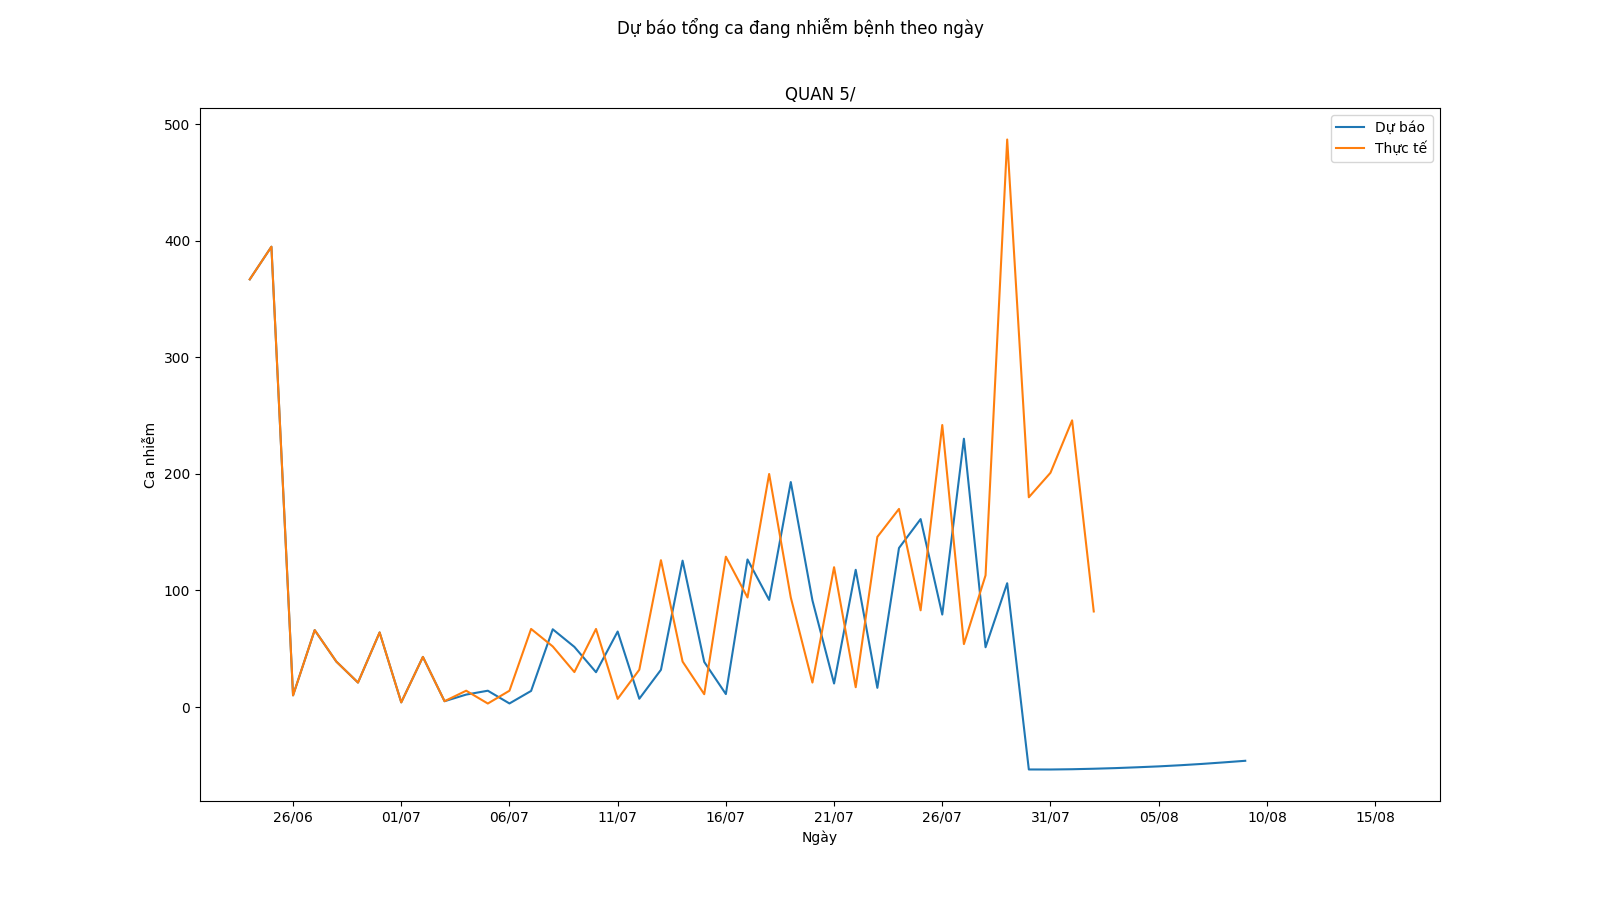 Dự báo tổng ca đang nhiễm bệnh theo ngày
QUAN 5/
Dự báo
Thực tế
500
400
300
200
100
0
Ca nhiễm
26/06 01/07 06/07 11/07 16/07 21/07 26/07 31/07 05/08 10/08 15/08
Ngày